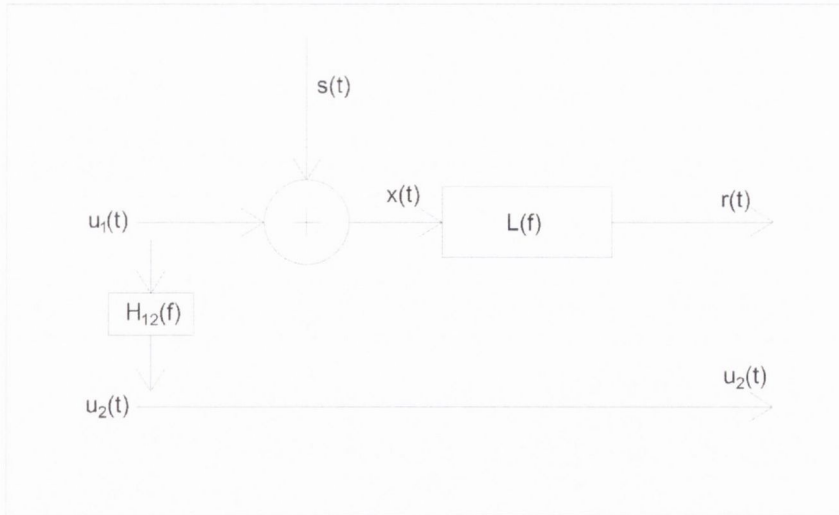 s(t)
x(t)
r(t)
u₁(t)
+
L(f)
H₁₂(f)
u₂(t)
u₂(t)